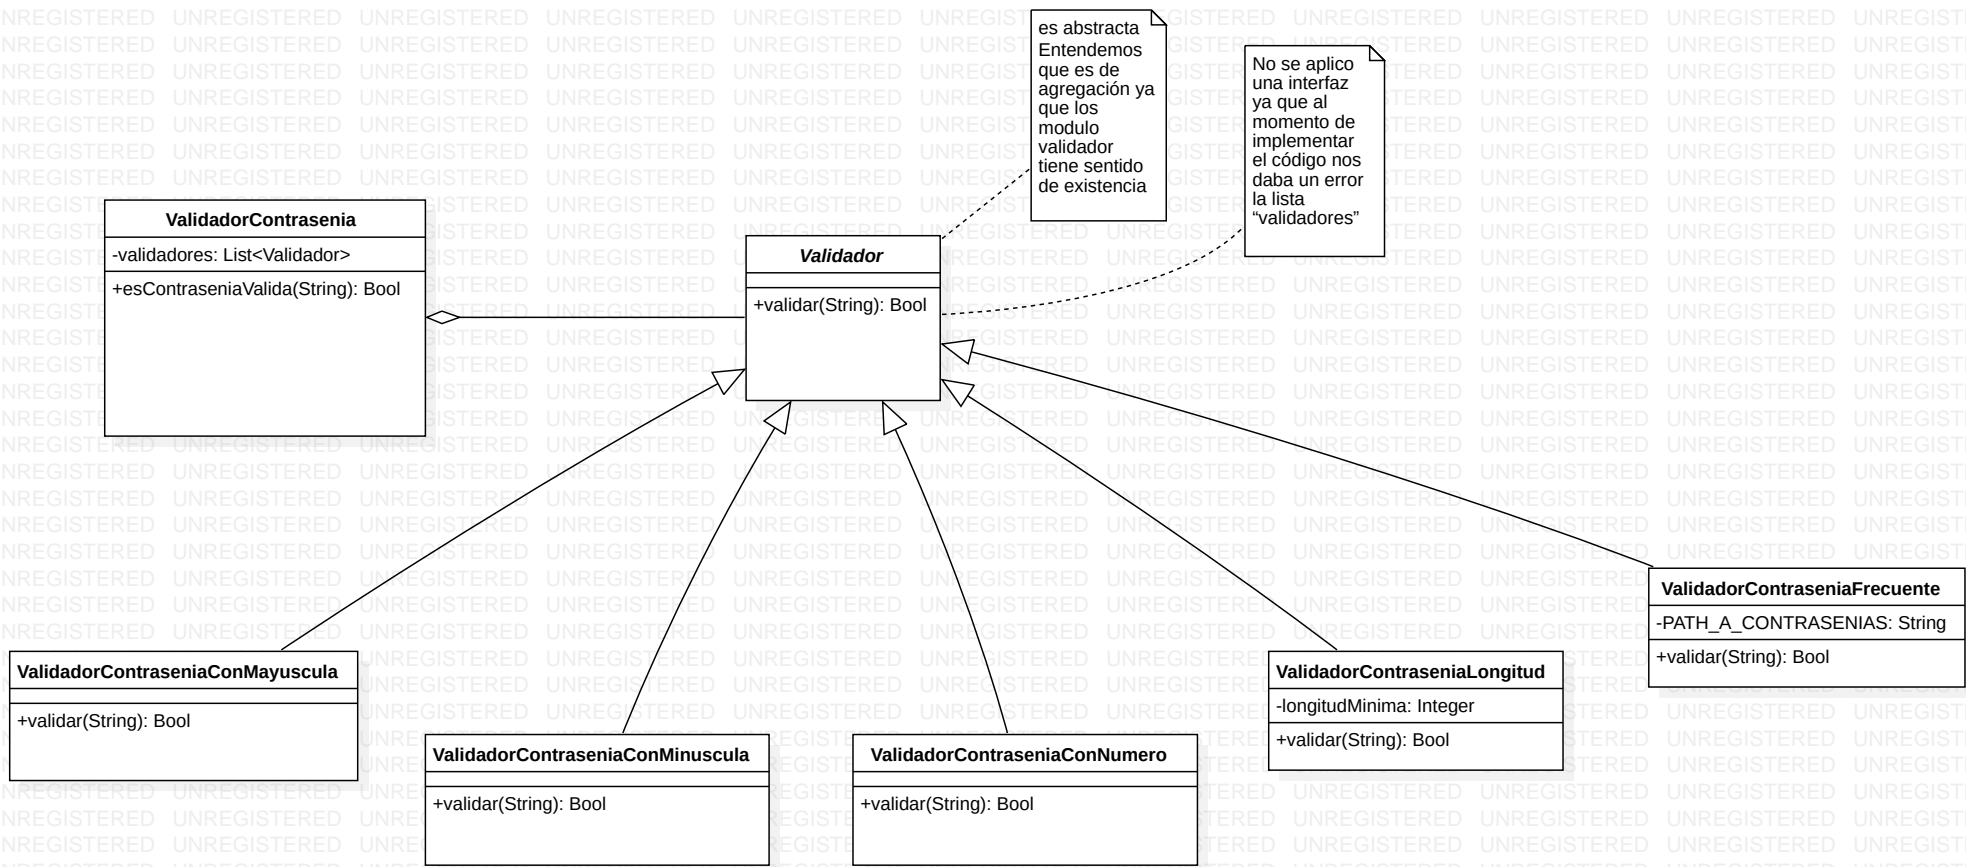 es abstracta
Entendemos
que es de
agregación ya
que los
modulo
validador
tiene sentido
de existencia
No se aplico
una interfaz
ya que al
momento de
implementar
el código nos
daba un error
la lista
“validadores”
ValidadorContrasenia
-validadores: List<Validador>
+esContraseniaValida(String): Bool
Validador
+validar(String): Bool
ValidadorContraseniaConMayuscula
+validar(String): Bool
ValidadorContraseniaConMinuscula
+validar(String): Bool
ValidadorContraseniaConNumero
+validar(String): Bool
ValidadorContraseniaLongitud
-longitudMinima: Integer
+validar(String): Bool
ValidadorContraseniaFrecuente
-PATH_A_CONTRASENIAS: String
+validar(String): Bool
UNREGISTERED